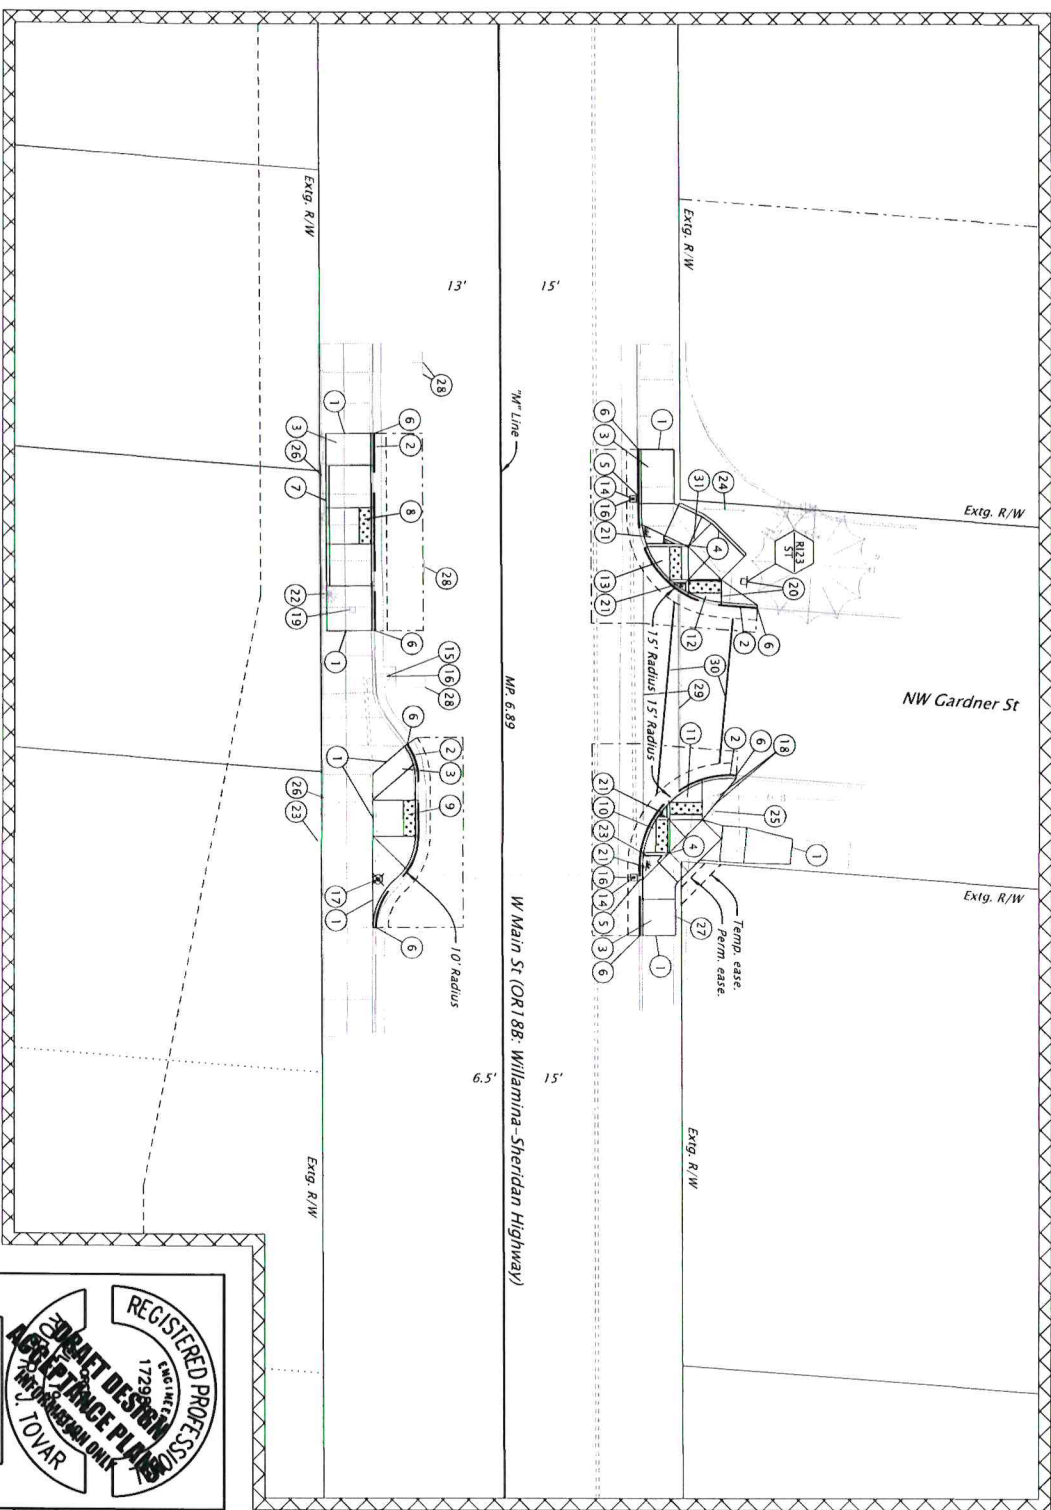 NW Gardner St
Extg. R/W
Extg. R/W
Extg. R/W
Extg. R/W
R123
ST
24
31
4
20
1
6
3
5
14
16
21
13
21
12
2
6
15' Radius
15' Radius
30
29
11
2
6
18
25
1
21
10
23
4
21
16
14
5
3
6
1
27
Temp. ease.
Perm. ease.
15'
13'
"M" Line
MP. 6.89
W Main St (OR18B: Willamina-Sheridan Highway)
15'
6.5'
28
6
2
8
28
6
15
16
28
6
2
3
9
10' Radius
6
1
3
26
7
22
19
1
1
26
23
17
1
Extg. R/W
Extg. R/W
REGISTERED PROFESSIONAL
ENGINEER
DRAFT DESIGN
ACCEPTANCE PLANS
INFORMATION ONLY
J. TOVAR